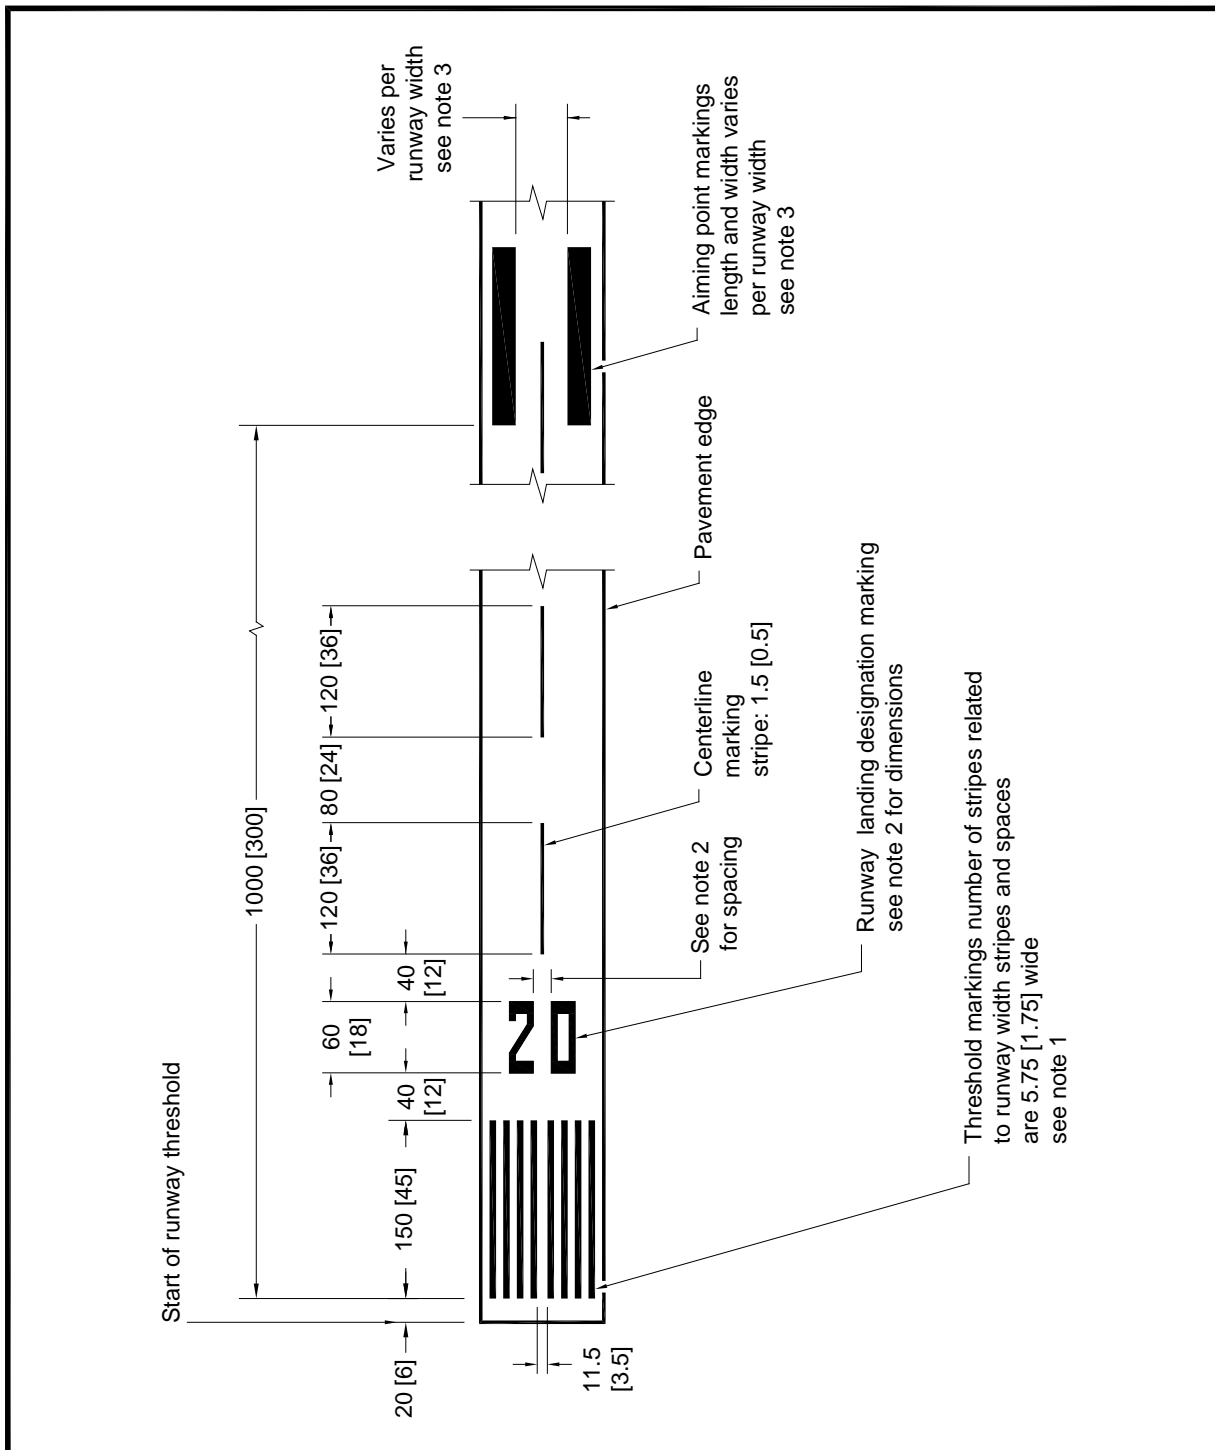 Varies per
runway width
see note 3
Aiming point markings
length and width varies
per runway width
see note 3
1000 [300]
Pavement edge
120 [36]
80 [24]
120 [36]
Centerline
marking
stripe: 1.5 [0.5]
Runway landing designation marking
see note 2 for dimensions
See note 2
for spacing
40
[12]
60
[18]
40
[12]
20
Threshold markings number of stripes related
to runway width stripes and spaces
are 5.75 [1.75] wide
see note 1
Start of runway threshold
150 [45]
20 [6]
11.5
[3.5]